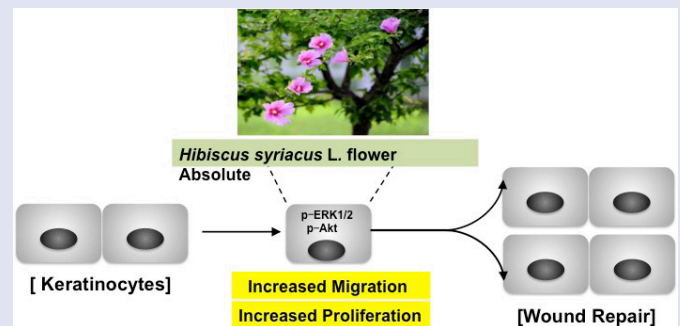 Hibiscus syriacus L. flower
Absolute
p-ERK1/2
p-Akt
[ Keratinocytes]
Increased Migration
Increased Proliferation
[Wound Repair]